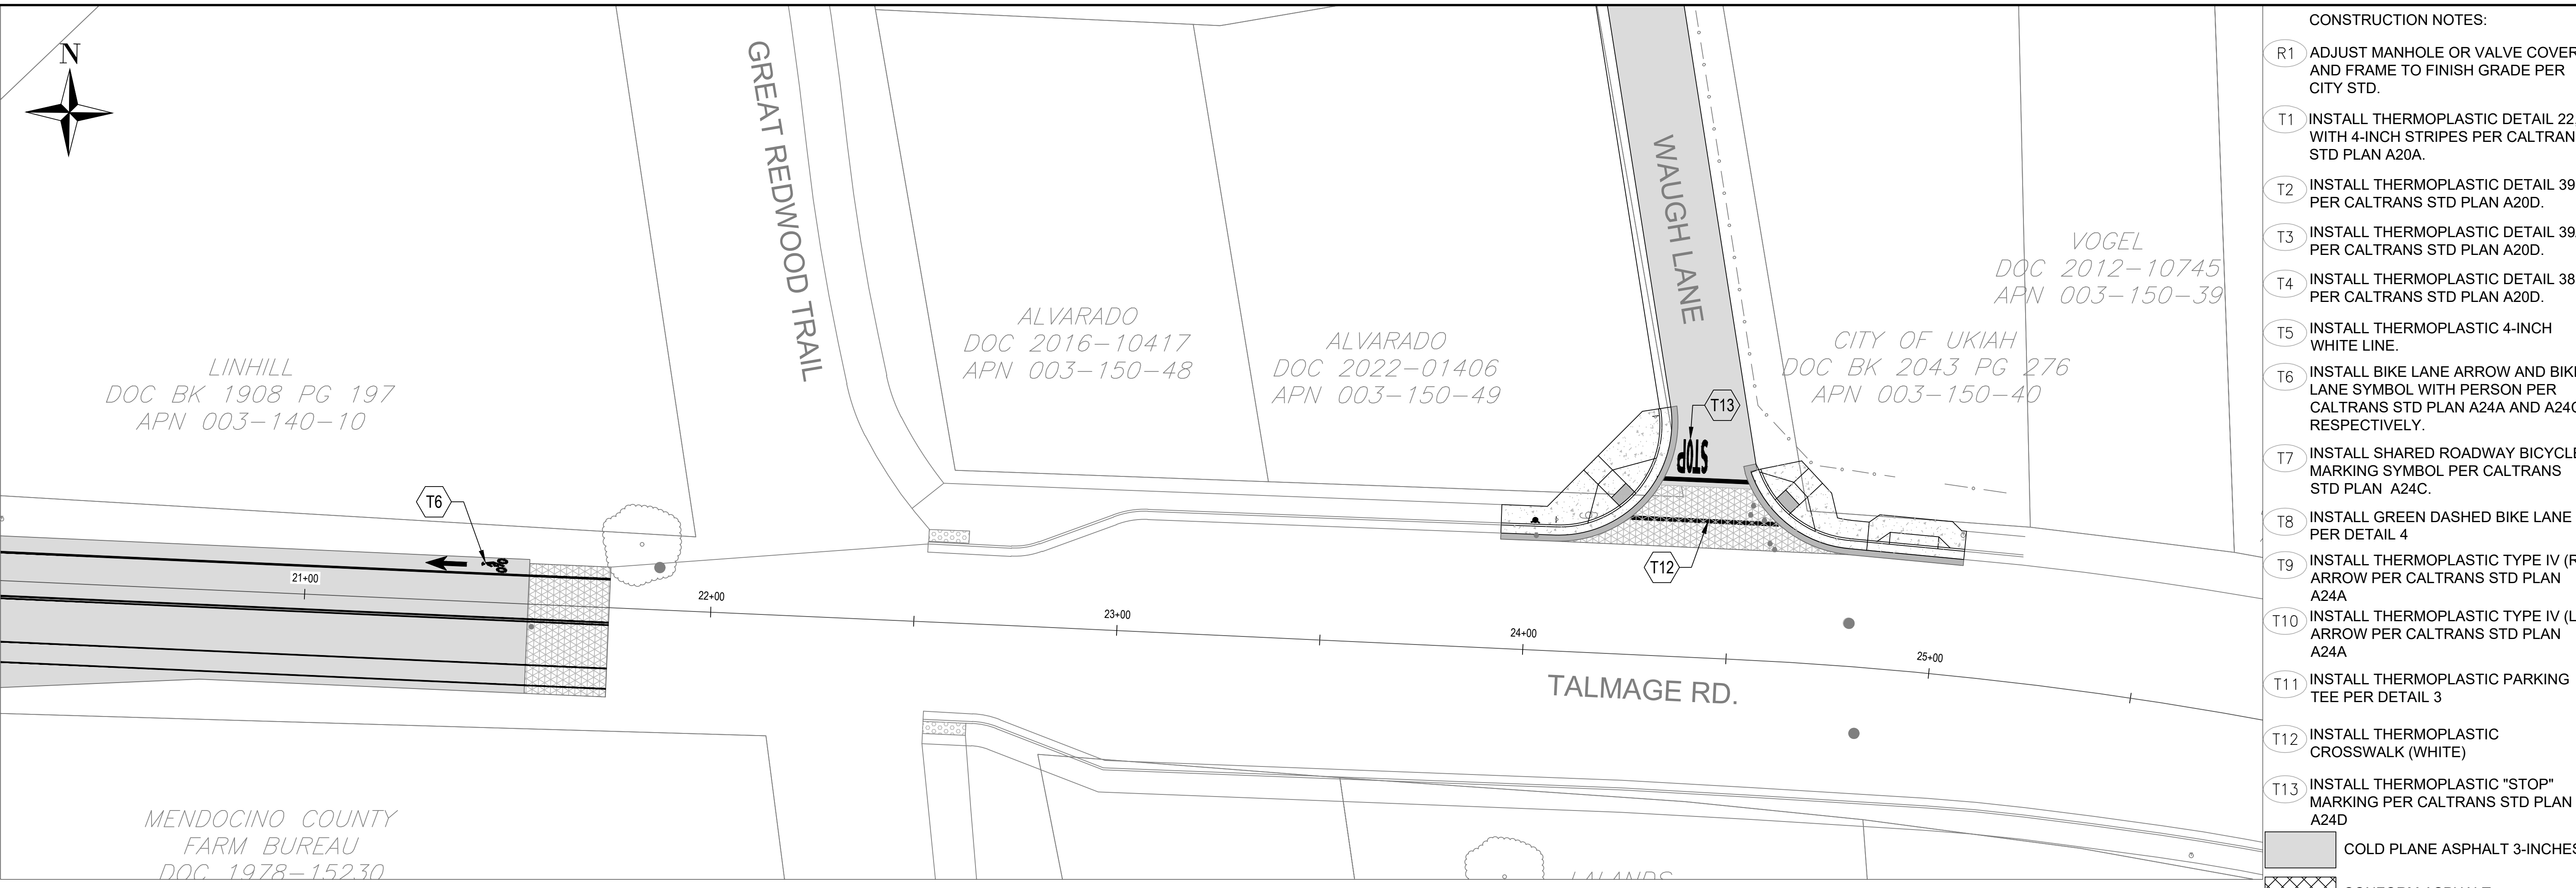 N
GREAT REDWOOD TRAIL
WAUGH LANE
LINHILL
DOC BK 1908 PG 197
APN 003-140-10
ALVARADO
DOC 2016-10417
APN 003-150-48
ALVARADO
DOC 2022-01406
APN 003-150-49
VOGEL
DOC 2012-10745
APN 003-150-39
CITY OF UKIAH
DOC BK 2043 PG 276
APN 003-150-40
T13
STOP
T6
T12
21+00
22+00
23+00
24+00
25+00
TALMAGE RD.
MENDOCINO COUNTY
FARM BUREAU
DOC 1978-15230
LALANDS
CONSTRUCTION NOTES:
R1 ADJUST MANHOLE OR VALVE COVER
AND FRAME TO FINISH GRADE PER
CITY STD.
T1 INSTALL THERMOPLASTIC DETAIL 22
WITH 4-INCH STRIPES PER CALTRAN
STD PLAN A20A.
T2 INSTALL THERMOPLASTIC DETAIL 39
PER CALTRANS STD PLAN A20D.
T3 INSTALL THERMOPLASTIC DETAIL 39
PER CALTRANS STD PLAN A20D.
T4 INSTALL THERMOPLASTIC DETAIL 38
PER CALTRANS STD PLAN A20D.
T5 INSTALL THERMOPLASTIC 4-INCH
WHITE LINE.
T6 INSTALL BIKE LANE ARROW AND BIK
LANE SYMBOL WITH PERSON PER
CALTRANS STD PLAN A24A AND A24C
RESPECTIVELY.
T7 INSTALL SHARED ROADWAY BICYCLE
MARKING SYMBOL PER CALTRANS
STD PLAN A24C.
T8 INSTALL GREEN DASHED BIKE LANE
PER DETAIL 4
T9 INSTALL THERMOPLASTIC TYPE IV (R
ARROW PER CALTRANS STD PLAN
A24A
T10 INSTALL THERMOPLASTIC TYPE IV (L
ARROW PER CALTRANS STD PLAN
A24A
T11 INSTALL THERMOPLASTIC PARKING
TEE PER DETAIL 3
T12 INSTALL THERMOPLASTIC
CROSSWALK (WHITE)
T13 INSTALL THERMOPLASTIC "STOP"
MARKING PER CALTRANS STD PLAN
A24D
COLD PLANE ASPHALT 3-INCHES
CONFORM ASPHALT